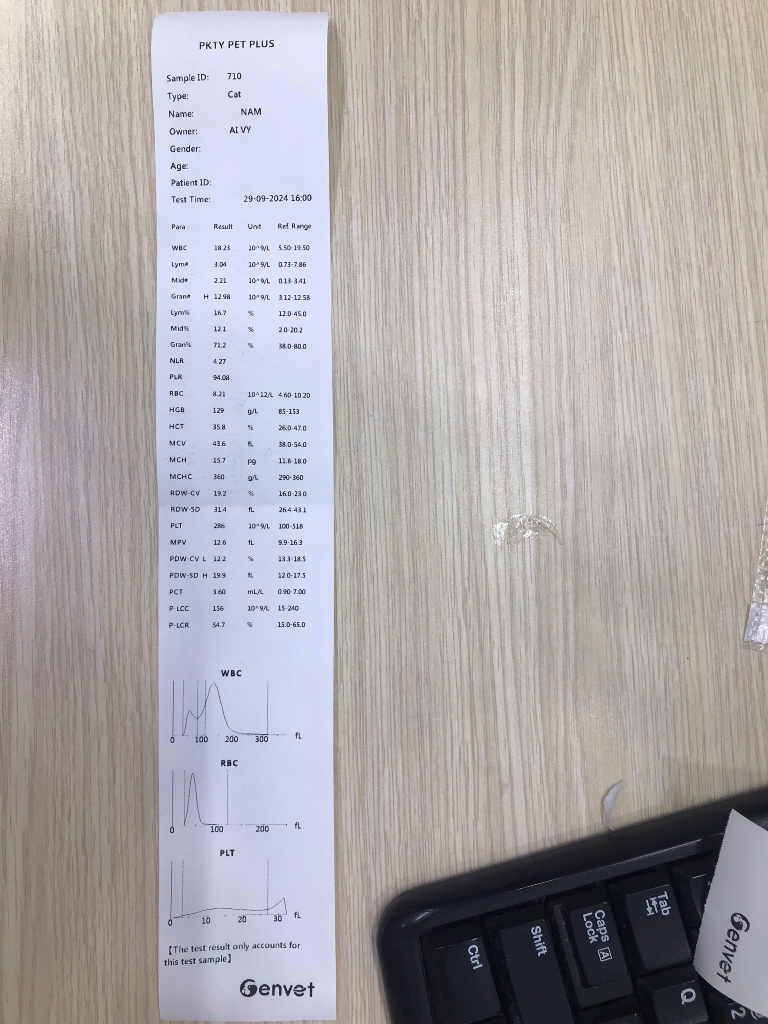 PKTY PET PLUS
Sample ID: 710
Type: Cat
Name: NAM
Owner: AI VY
Gender:
Age:
Patient ID:
Test Time: 29-09-2024 16:00
Para Result Unit Ref. Range
WBC 18.23 10^9/L 5.50-19.50
Lym# 3.04 10^9/L 0.73-7.86
Mid# 2.21 10^9/L 0.13-3.41
Gran# H 12.98 10^9/L 3.12-12.58
Lym% 16.7 % 12.0-45.0
Mid% 12.1 % 2.0-20.2
Gran% 71.2 % 38.0-80.0
NLR 4.27
PLR 94.08
RBC 8.21 10^12/L 4.60-10.20
HGB 129 g/L 85-153
HCT 35.8 % 26.0-47.0
MCV 43.6 fL 38.0-54.0
MCH 15.7 pg 11.8-18.0
MCHC 360 g/L 290-360
RDW-CV 19.2 % 16.0-23.0
RDW-SD 31.4 fL 26.4-43.1
PLT 286 10^9/L 100-518
MPV 12.6 fL 9.9-16.3
PDW-CV L 12.2 % 13.3-18.5
PDW-SD H 19.9 fL 12.0-17.5
PCT 3.60 mL/L 0.90-7.00
P-LCC 156 10^9/L 15-240
P-LCR 54.7 % 15.0-65.0
WBC
0 100 200 300 fL
RBC
0 100 200 fL
PLT
0 10 20 30 fL
【The test result only accounts for
this test sample】
Genvet
Ctrl
Shift
Caps
Lock A
Tab
Q
2
Genvet